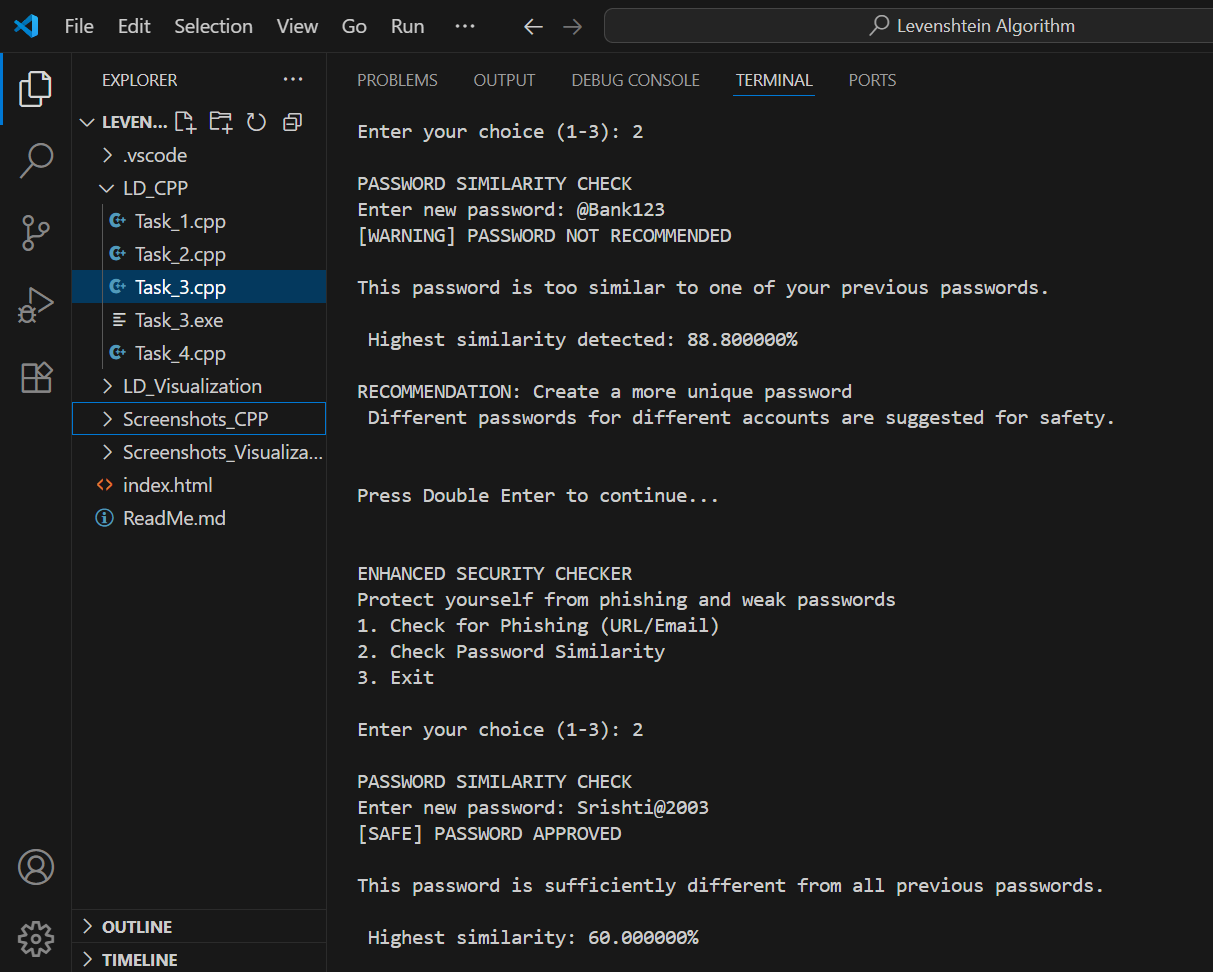 File Edit Selection View Go Run ...
Levenshtein Algorithm
EXPLORER ...
LEVEN...
.vscode
LD_CPP
Task_1.cpp
Task_2.cpp
Task_3.cpp
Task_3.exe
Task_4.cpp
LD_Visualization
Screenshots_CPP
Screenshots_Visualiza...
index.html
ReadMe.md
OUTLINE
TIMELINE
PROBLEMS OUTPUT DEBUG CONSOLE TERMINAL PORTS
Enter your choice (1-3): 2
PASSWORD SIMILARITY CHECK
Enter new password: @Bank123
[WARNING] PASSWORD NOT RECOMMENDED
This password is too similar to one of your previous passwords.
Highest similarity detected: 88.800000%
RECOMMENDATION: Create a more unique password
Different passwords for different accounts are suggested for safety.
Press Double Enter to continue...
ENHANCED SECURITY CHECKER
Protect yourself from phishing and weak passwords
1. Check for Phishing (URL/Email)
2. Check Password Similarity
3. Exit
Enter your choice (1-3): 2
PASSWORD SIMILARITY CHECK
Enter new password: Srishti@2003
[SAFE] PASSWORD APPROVED
This password is sufficiently different from all previous passwords.
Highest similarity: 60.000000%